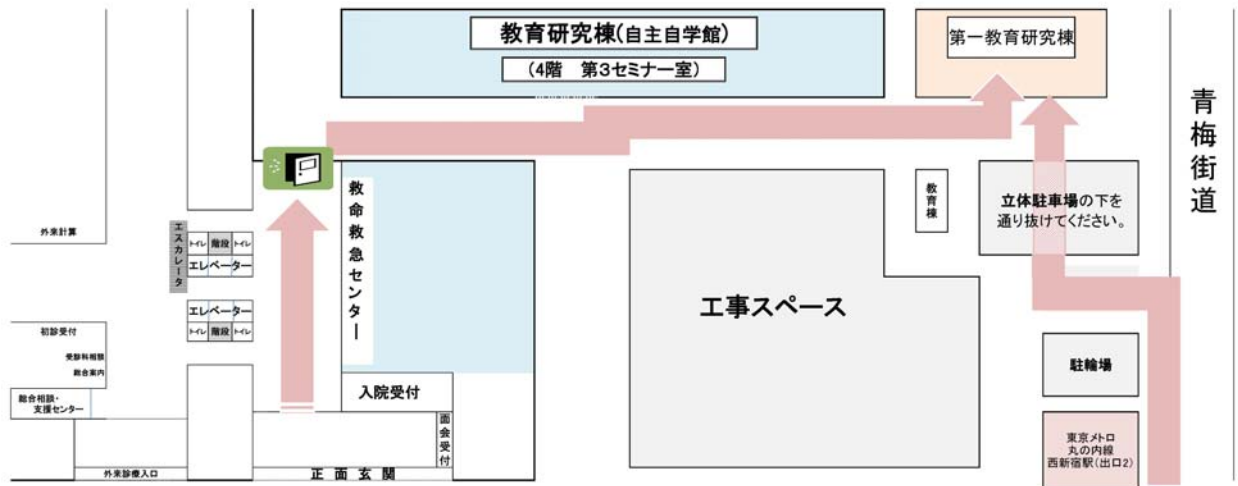 教育研究棟(自主自学館)
(4階 第3セミナー室)
第一教育研究棟
青梅街道
救命救急センター
教育棟
立体駐車場の下を
通り抜けてください。
外来計算
エスカレータ
トイレ 階段 トイレ
エレベーター
エレベーター
トイレ 階段 トイレ
工事スペース
初診受付
受診科相談
総合案内
総合相談・
支援センター
入院受付
面会受付
駐輪場
東京メトロ
丸の内線
西新宿駅(出口2)
外来診療入口
正面玄関